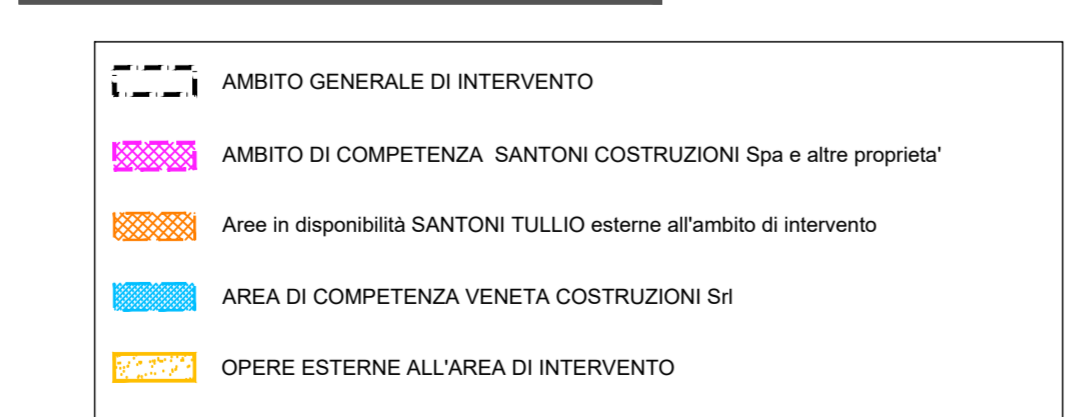 AMBITO GENERALE DI INTERVENTO
AMBITO DI COMPETENZA  SANTONI COSTRUZIONI Spa e altre proprieta'
Aree in disponibilità SANTONI TULLIO esterne all'ambito di intervento
AREA DI COMPETENZA VENETA COSTRUZIONI Srl
OPERE ESTERNE ALL'AREA DI INTERVENTO